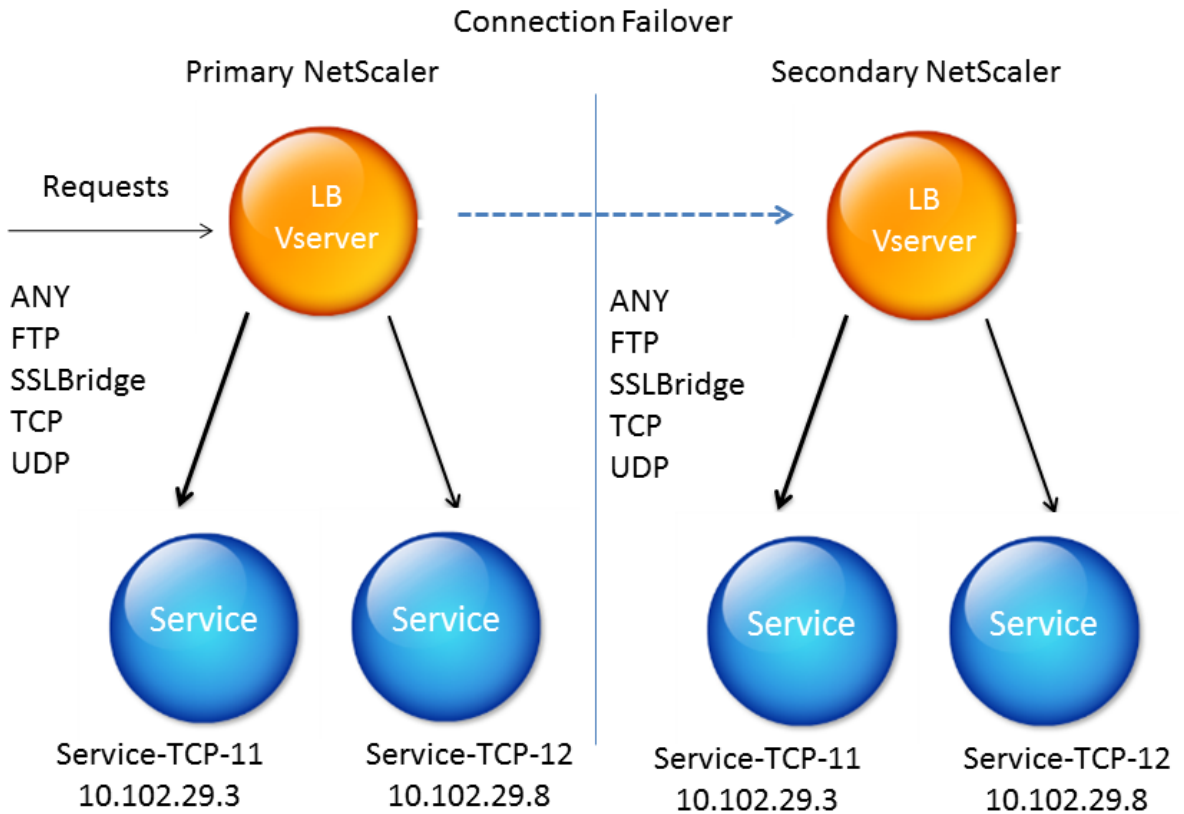 Connection Failover
Primary NetScaler
Secondary NetScaler
Requests
LB
Vserver
ANY
FTP
SSLBridge
TCP
UDP
Service
Service
Service-TCP-11
10.102.29.3
Service-TCP-12
10.102.29.8
LB
Vserver
ANY
FTP
SSLBridge
TCP
UDP
Service
Service
Service-TCP-11
10.102.29.3
Service-TCP-12
10.102.29.8